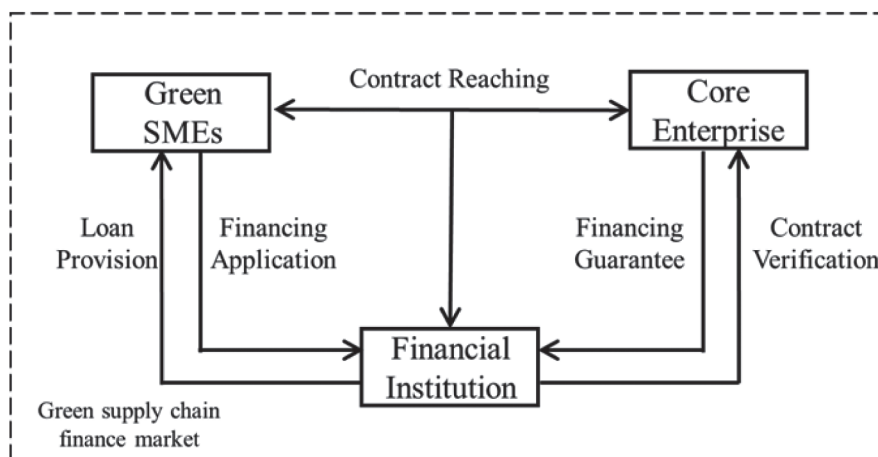 Green
SMEs
Contract Reaching
Core
Enterprise
Loan
Provision
Financing
Application
Financing
Guarantee
Contract
Verification
Financial
Institution
Green supply chain
finance market